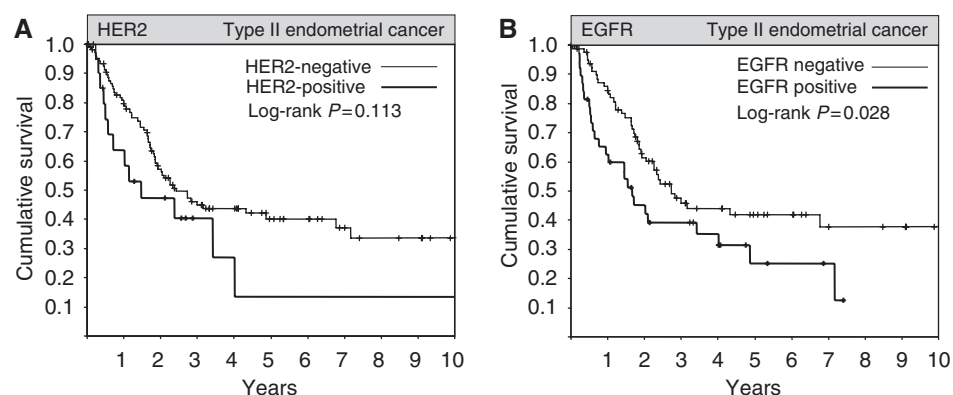 A
HER2 Type II endometrial cancer
HER2-negative
HER2-positive
Log-rank P=0.113
Cumulative survival
1.0
0.9
0.8
0.7
0.6
0.5
0.4
0.3
0.2
0.1
1 2 3 4 5 6 7 8 9 10
Years
B
EGFR Type II endometrial cancer
EGFR negative
EGFR positive
Log-rank P=0.028
Cumulative survival
1.0
0.9
0.8
0.7
0.6
0.5
0.4
0.3
0.2
0.1
1 2 3 4 5 6 7 8 9 10
Years